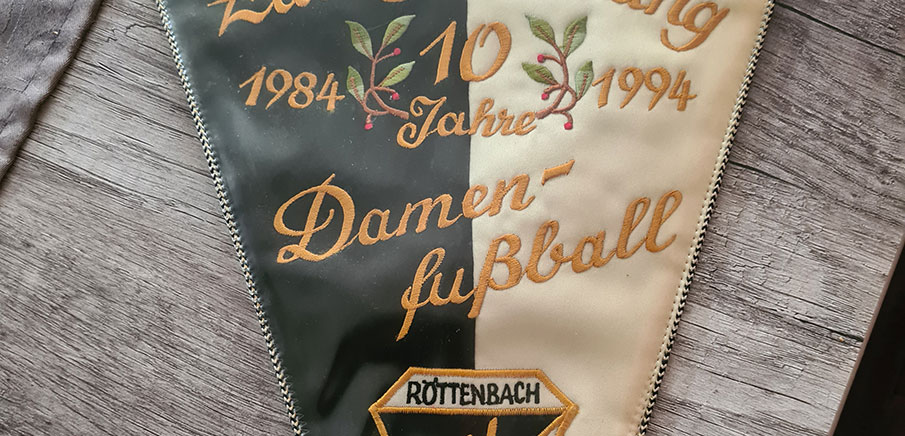 10
1984 1994
Jahre
Damen-
fußball
RÖTTENBACH